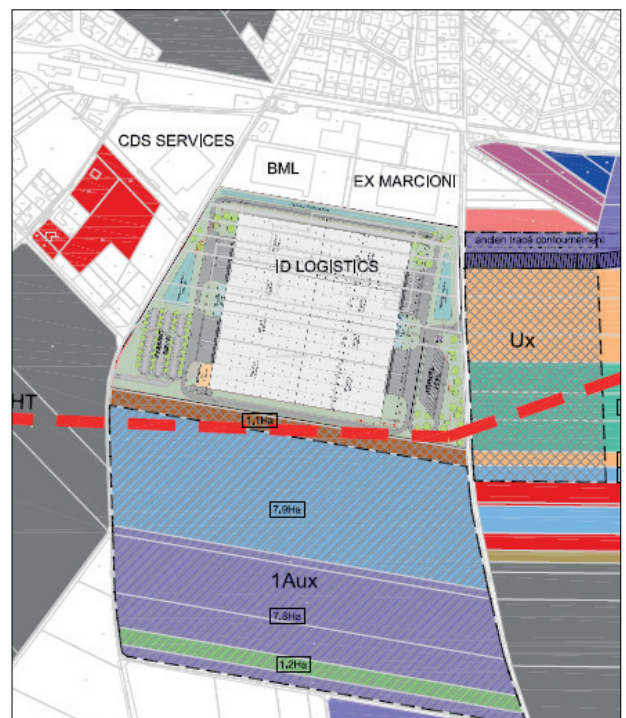 CDS SERVICES
BML
EX MARCIONI
ancien tracé contournement
ID LOGISTICS
Ux
HT
1.1Ha
7.9Ha
1Aux
7.8Ha
1.2Ha